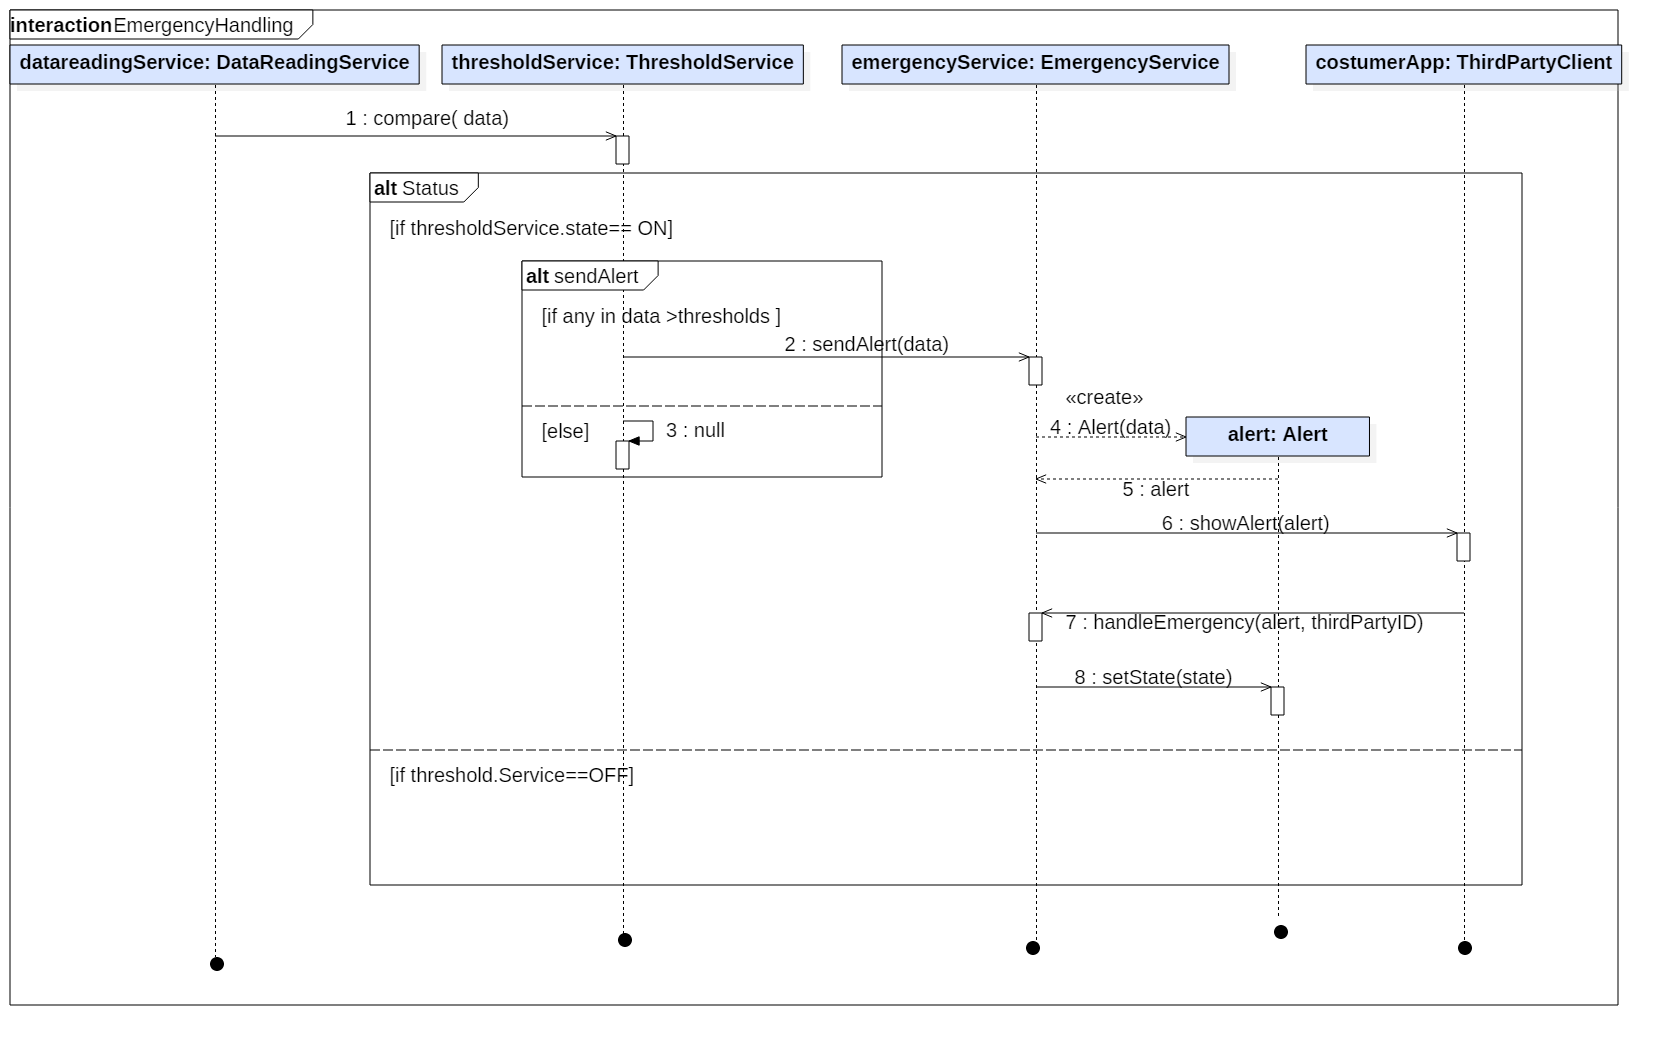 interaction EmergencyHandling
datareadingService: DataReadingService
thresholdService: ThresholdService
emergencyService: EmergencyService
costumerApp: ThirdPartyClient
1 : compare( data)
alt Status
[if thresholdService.state== ON]
alt sendAlert
[if any in data >thresholds ]
2 : sendAlert(data)
«create»
4 : Alert(data)
alert: Alert
[else]
3 : null
5 : alert
6 : showAlert(alert)
7 : handleEmergency(alert, thirdPartyID)
8 : setState(state)
[if threshold.Service==OFF]